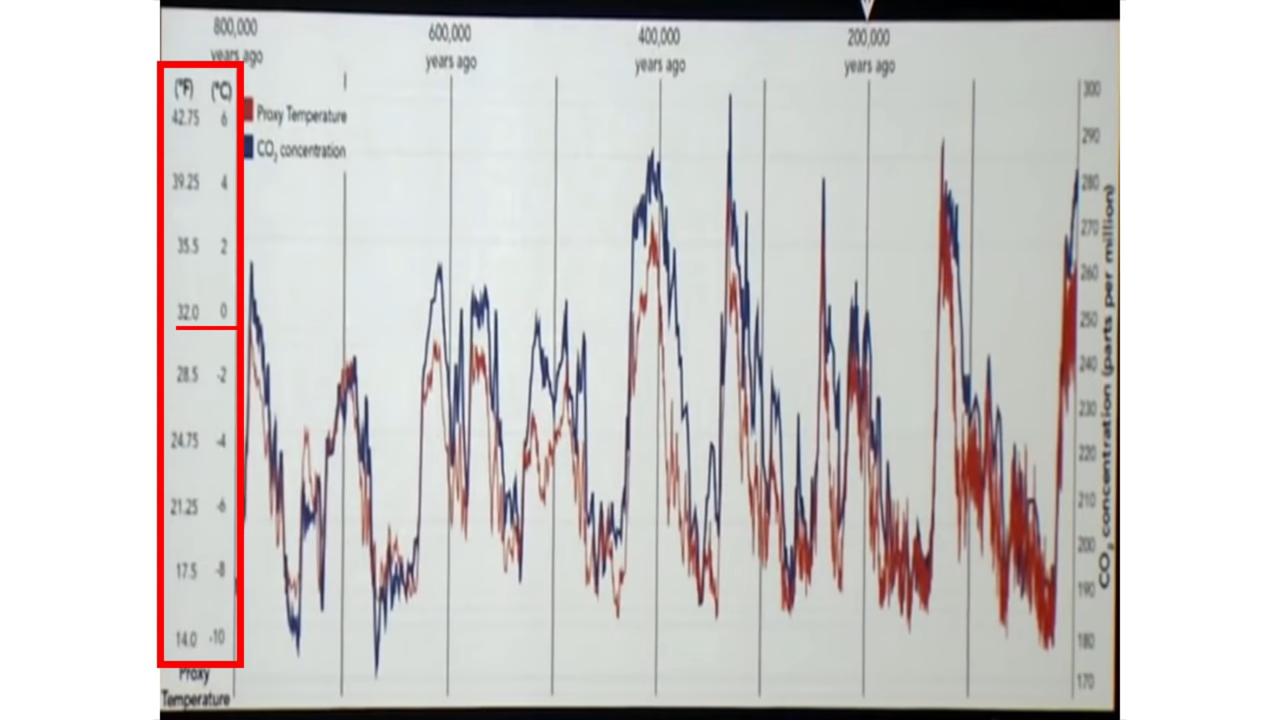 800,000 600,000 400,000 200,000
years ago years ago years ago years ago
(°F) (°C)
42.75 6
39.25 4
35.5 2
32.0 0
28.5 -2
24.75 -4
21.25 -6
17.5 -8
14.0 -10
Proxy
Temperature
Proxy Temperature
CO₂ concentration
300
290
280
270
260
250
240
230
220
210
200
190
180
170
CO₂ concentration (parts per million)